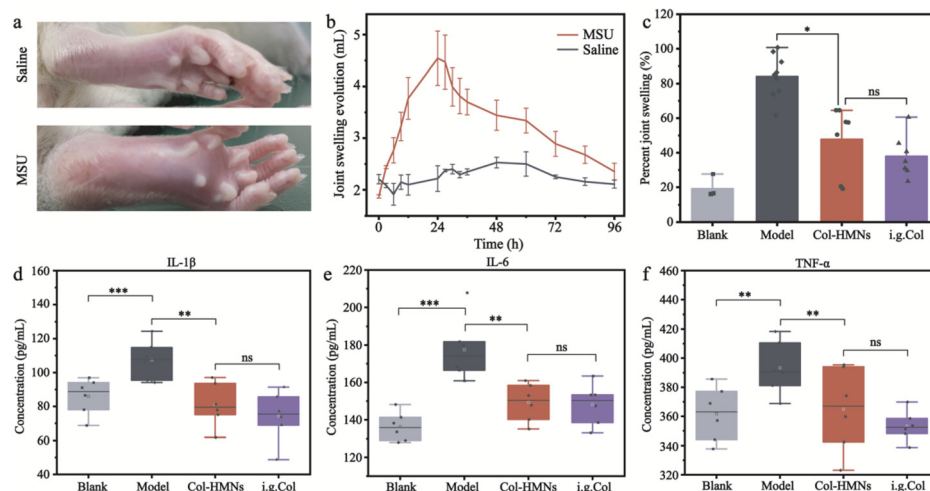 a
Saline
MSU
b
Joint swelling evolution (mL)
5
4
3
2
0
24
48
72
96
Time (h)
MSU
Saline
c
Percent joint swelling (%)
120
100
80
60
40
20
0
*
ns
Blank Model Col-HMNs i.g.Col
d
IL-1β
Concentration (pg/mL)
160
140
120
100
80
60
40
***
**
ns
Blank Model Col-HMNs i.g.Col
e
IL-6
Concentration (pg/mL)
220
200
180
160
140
120
***
**
ns
Blank Model Col-HMNs i.g.Col
f
TNF-α
Concentration (pg/mL)
460
440
420
400
380
360
340
320
**
**
ns
Blank Model Col-HMNs i.g.Col